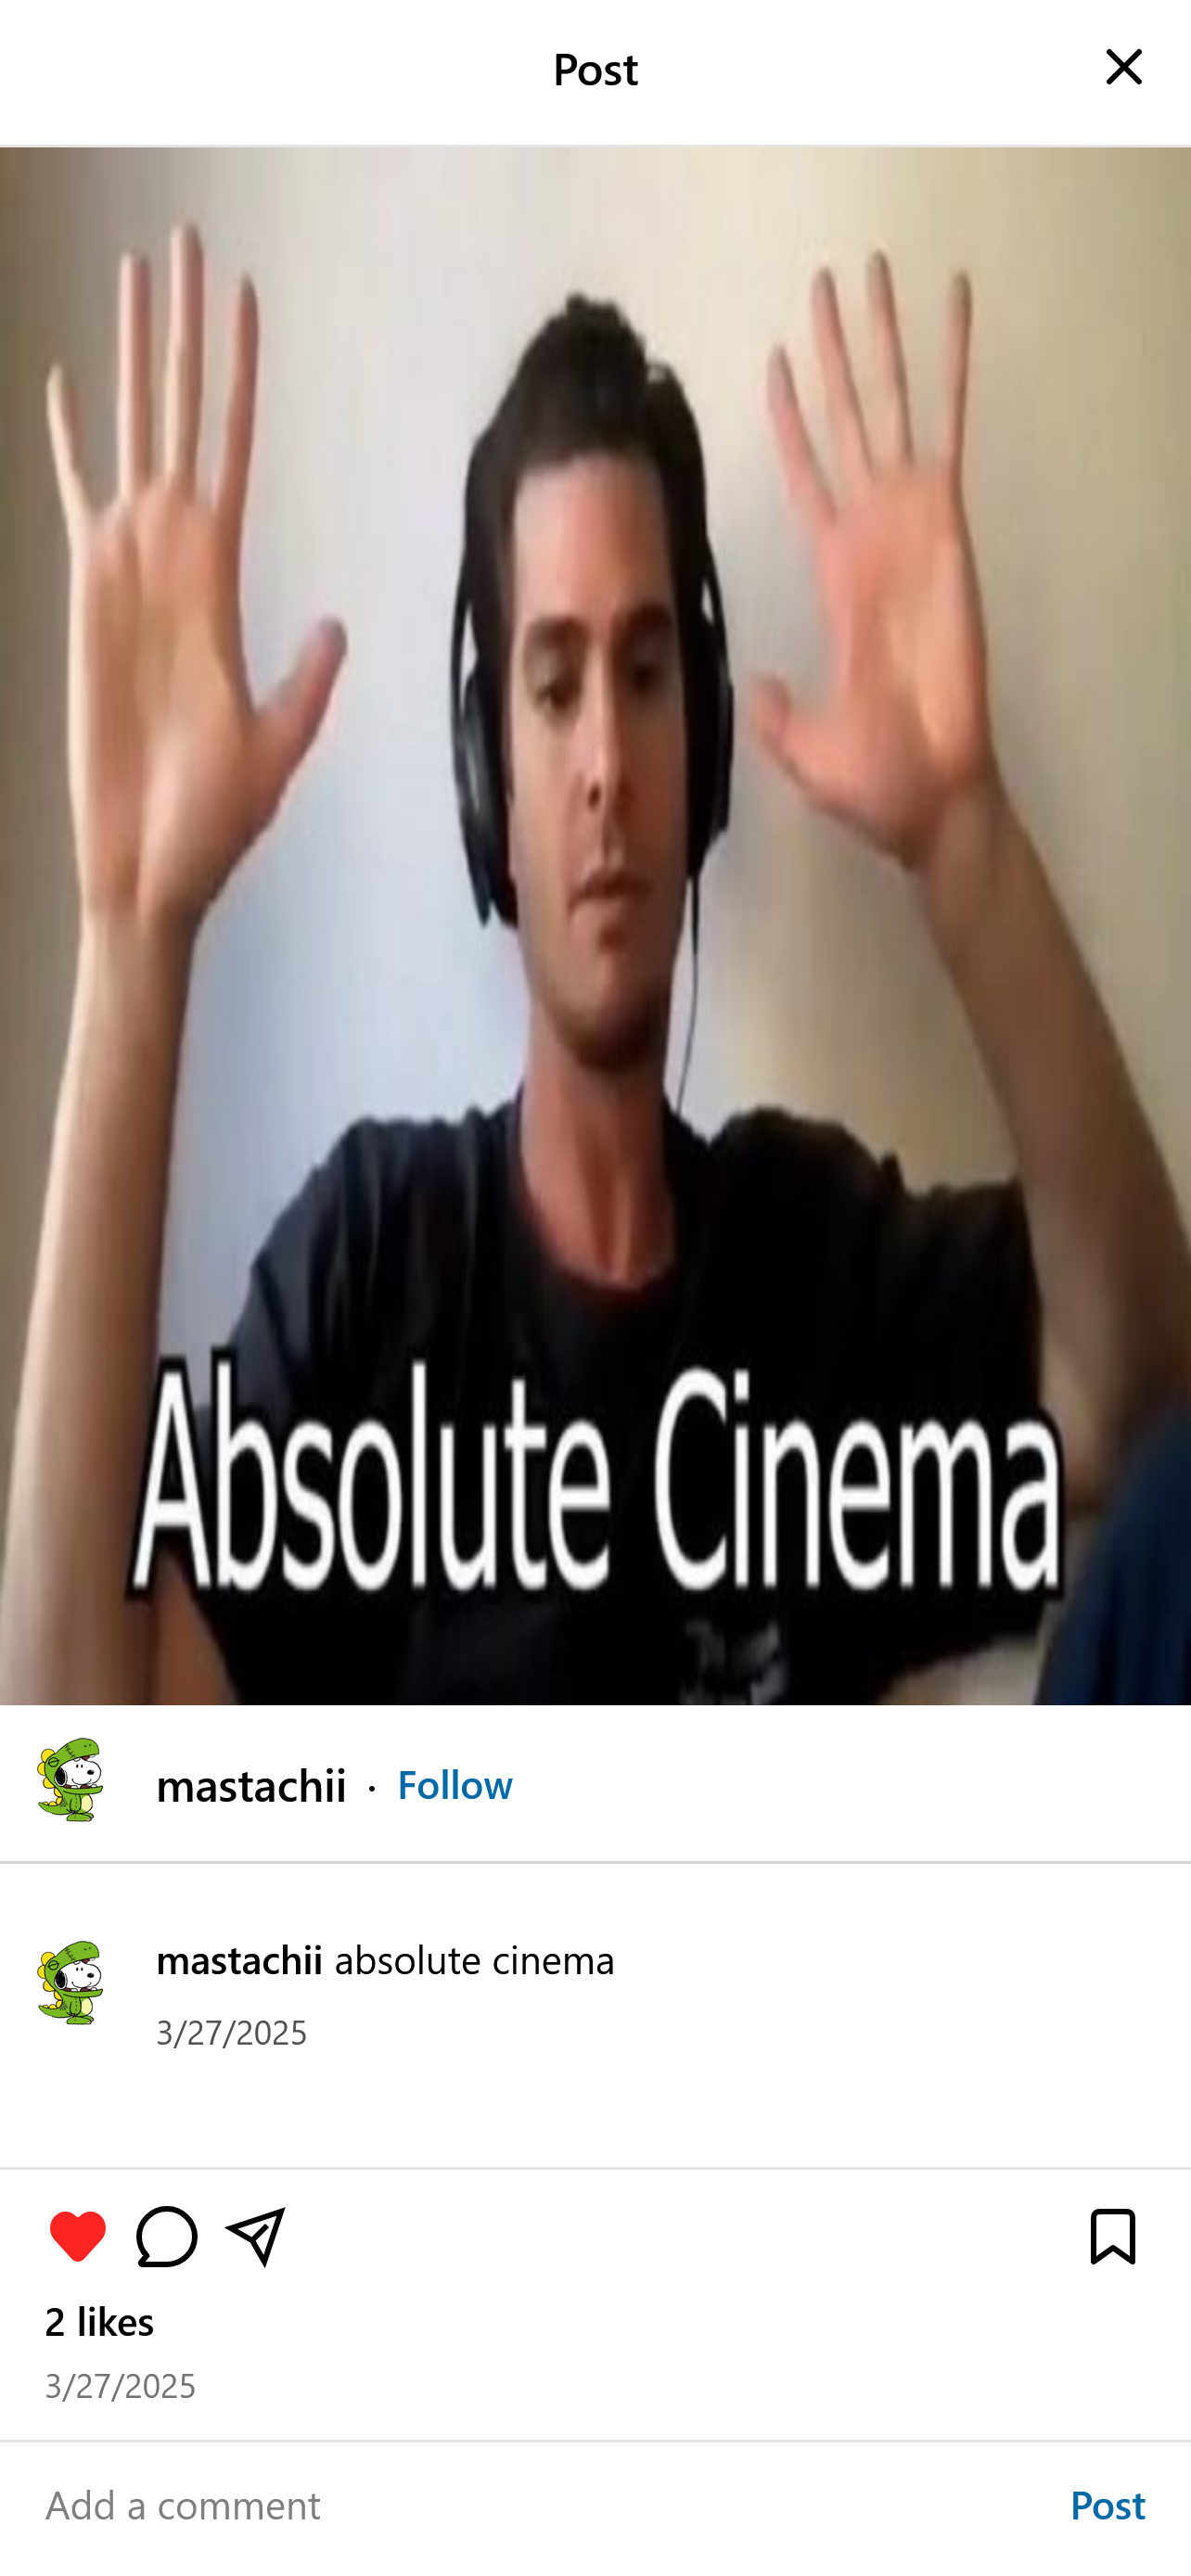 Post
Absolute Cinema
mastachii · Follow
mastachii absolute cinema
3/27/2025
2 likes
3/27/2025
Add a comment
Post